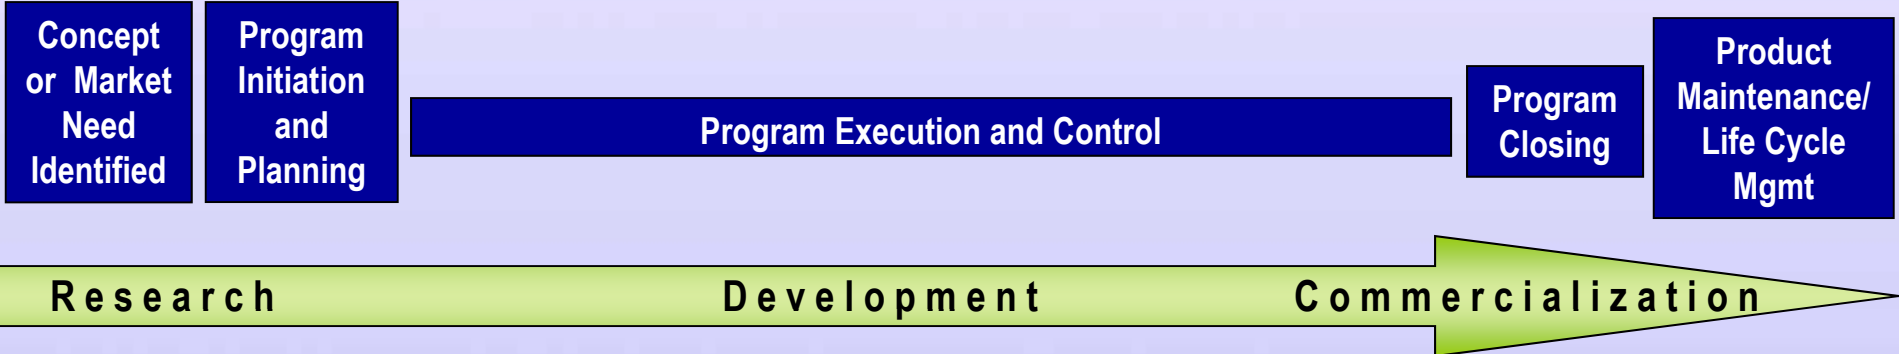 Concept
or Market
Need
Identified
Program
Initiation
and
Planning
Program Execution and Control
Program
Closing
Product
Maintenance/
Life Cycle
Mgmt
Research
Development
Commercialization